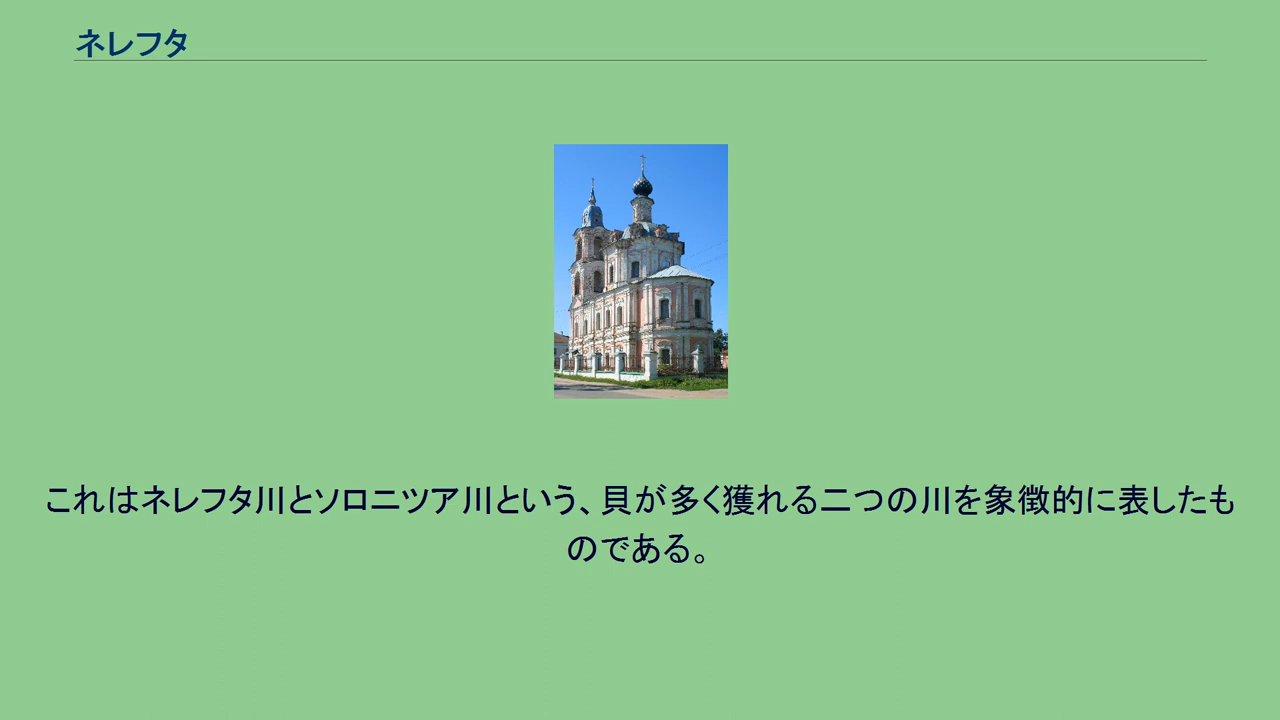 ネレフタ
これはネレフタ川とソロニツア川という、貝が多く獲れる二つの川を象徴的に表したも
のである。